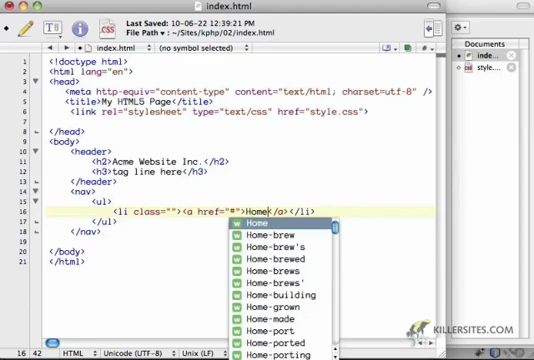 index.html
Last Saved: 10-06-22 12:39:21 PM
File Path ▾: ~/Sites/kphp/02/index.html
index.html
(no symbol selected)
Documents
1 <!doctype html>
2 <html lang="en">
3 <head>
4 <meta http-equiv="content-type" content="text/html; charset=utf-8" />
5 <title>My HTML5 Page</title>
6 <link rel="stylesheet" type="text/css" href="style.css">
7
8 </head>
9 <body>
10 <header>
11 <h2>Acme Website Inc.</h2>
12 <h3>tag line here</h3>
13 </header>
14 <nav>
15 <ul>
16 <li class=""><a href="#">Home</a></li>
17 </ul>
18 </nav>
19
20 </body>
21 </html>
Home
Home-brew
Home-brew's
Home-brewed
Home-brews
Home-brews'
Home-building
Home-grown
Home-made
Home-port
Home-ported
Home-porting
inde...
style....
KILLERSITES.COM
16 42 HTML Unicode (UTF-8) Unix (LF)